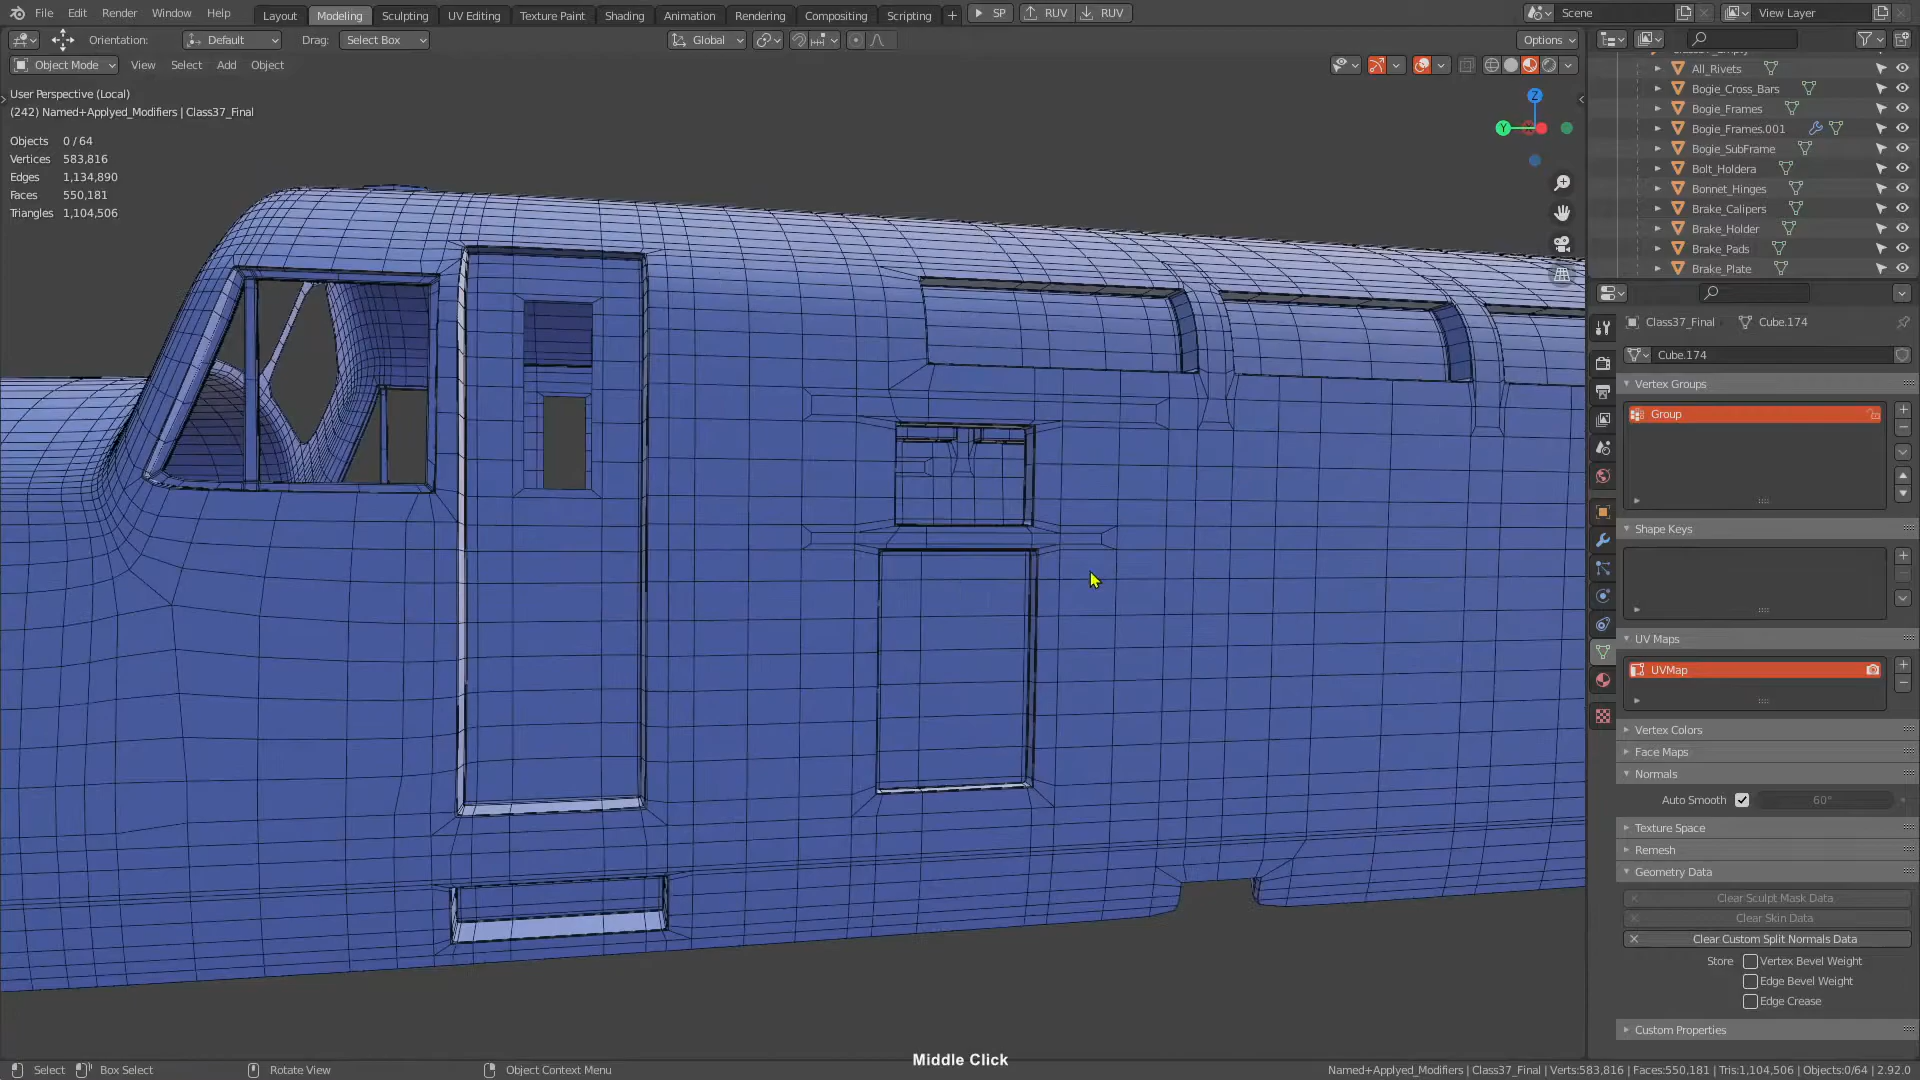 File Edit Render Window Help Layout Modeling Sculpting UV Editing Texture Paint Shading Animation Rendering Compositing Scripting + SP RUV RUV Scene View Layer
Orientation: Default Drag: Select Box Global Options
Object Mode View Select Add Object
User Perspective (Local)
(242) Named+Applyed_Modifiers | Class37_Final
Objects 0/64
Vertices 583,816
Edges 1,134,890
Faces 550,181
Triangles 1,104,506
Z
Y
All_Rivets
Bogie_Cross_Bars
Bogie_Frames
Bogie_Frames.001
Bogie_SubFrame
Bolt_Holdera
Bonnet_Hinges
Brake_Calipers
Brake_Holder
Brake_Pads
Brake_Plate
Class37_Final Cube.174
Cube.174
Vertex Groups
Group
Shape Keys
UV Maps
UVMap
Vertex Colors
Face Maps
Normals
Auto Smooth 60°
Texture Space
Remesh
Geometry Data
Clear Sculpt Mask Data
Clear Skin Data
Clear Custom Split Normals Data
Store Vertex Bevel Weight
Edge Bevel Weight
Edge Crease
Custom Properties
Middle Click
Select Box Select Rotate View Object Context Menu Named+Applyed_Modifiers | Class37_Final | Verts:583,816 | Faces:550,181 | Tris:1,104,506 | Objects:0/64 | 2.92.0